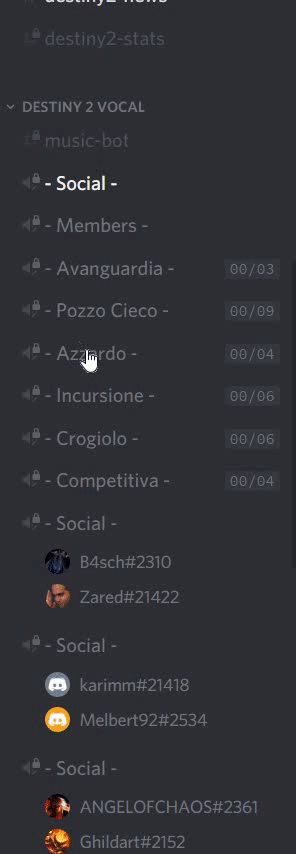 destiny2-news
destiny2-stats
DESTINY 2 VOCAL
music-bot
- Social -
- Members -
- Avanguardia - 00/03
- Pozzo Cieco - 00/09
- Azzardo - 00/04
- Incursione - 00/06
- Crogiolo - 00/06
- Competitiva - 00/04
- Social -
B4sch#2310
Zared#21422
- Social -
karimm#21418
Melbert92#2534
- Social -
ANGELOFCHAOS#2361
Ghildart#2152